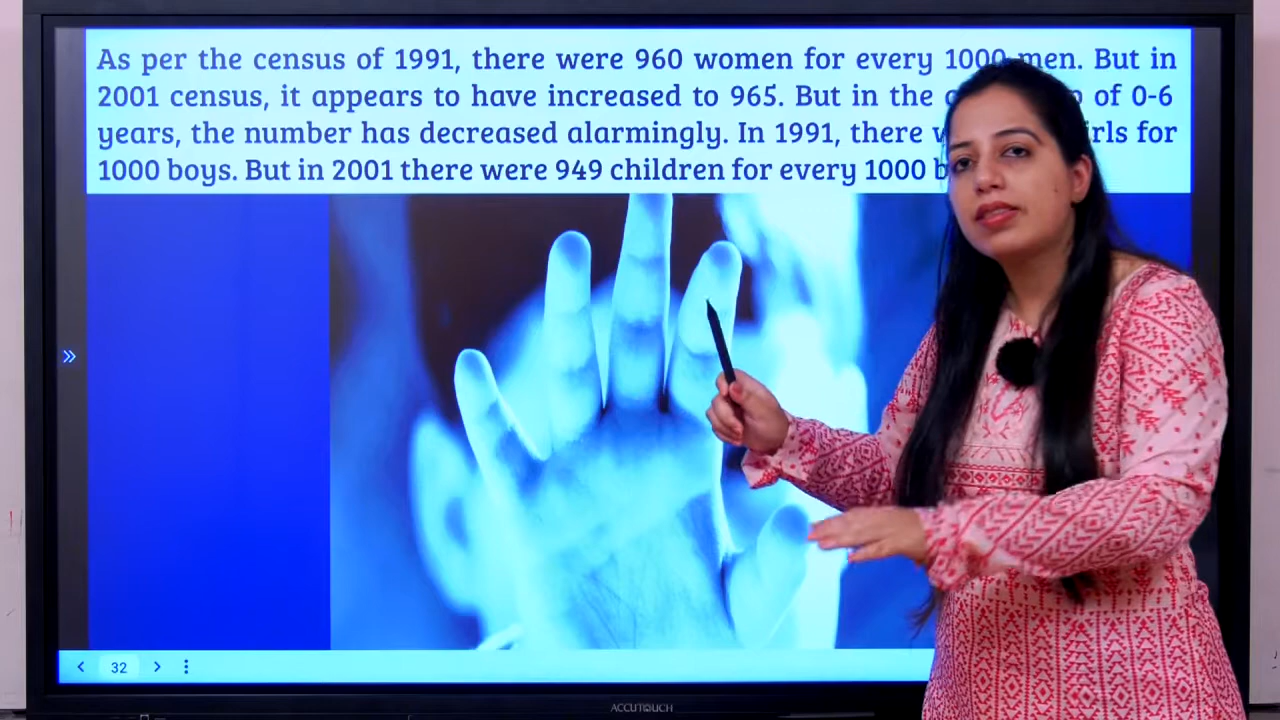 As per the census of 1991, there were 960 women for every 1000 men. But in
2001 census, it appears to have increased to 965. But in the of 0-6
years, the number has decreased alarmingly. In 1991, there for
1000 boys. But in 2001 there were 949 children for every 1000
32
ACCUTOUCH